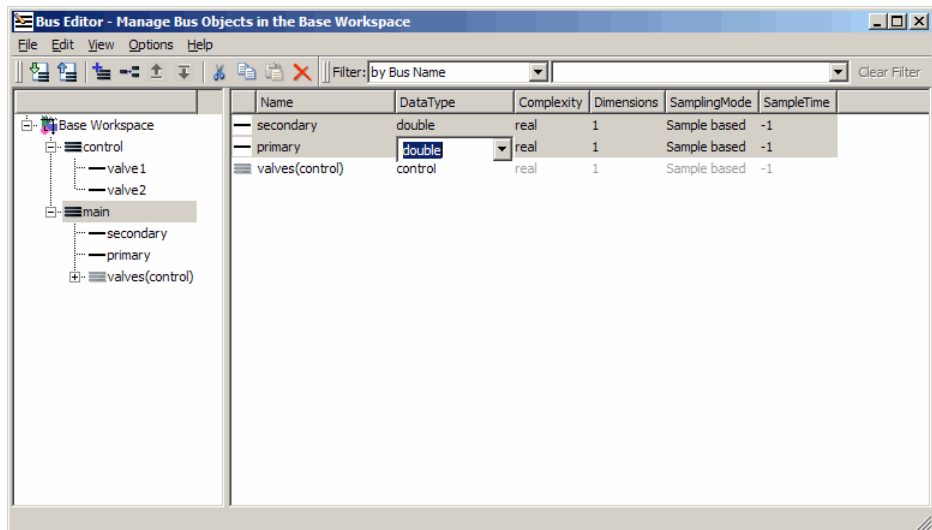 Bus Editor - Manage Bus Objects in the Base Workspace
File Edit View Options Help
Filter: by Bus Name Clear Filter
Name DataType Complexity Dimensions SamplingMode SampleTime
Base Workspace
control
valve1
valve2
main
secondary
primary
valves(control)
secondary double real 1 Sample based -1
primary double real 1 Sample based -1
valves(control) control real 1 Sample based -1